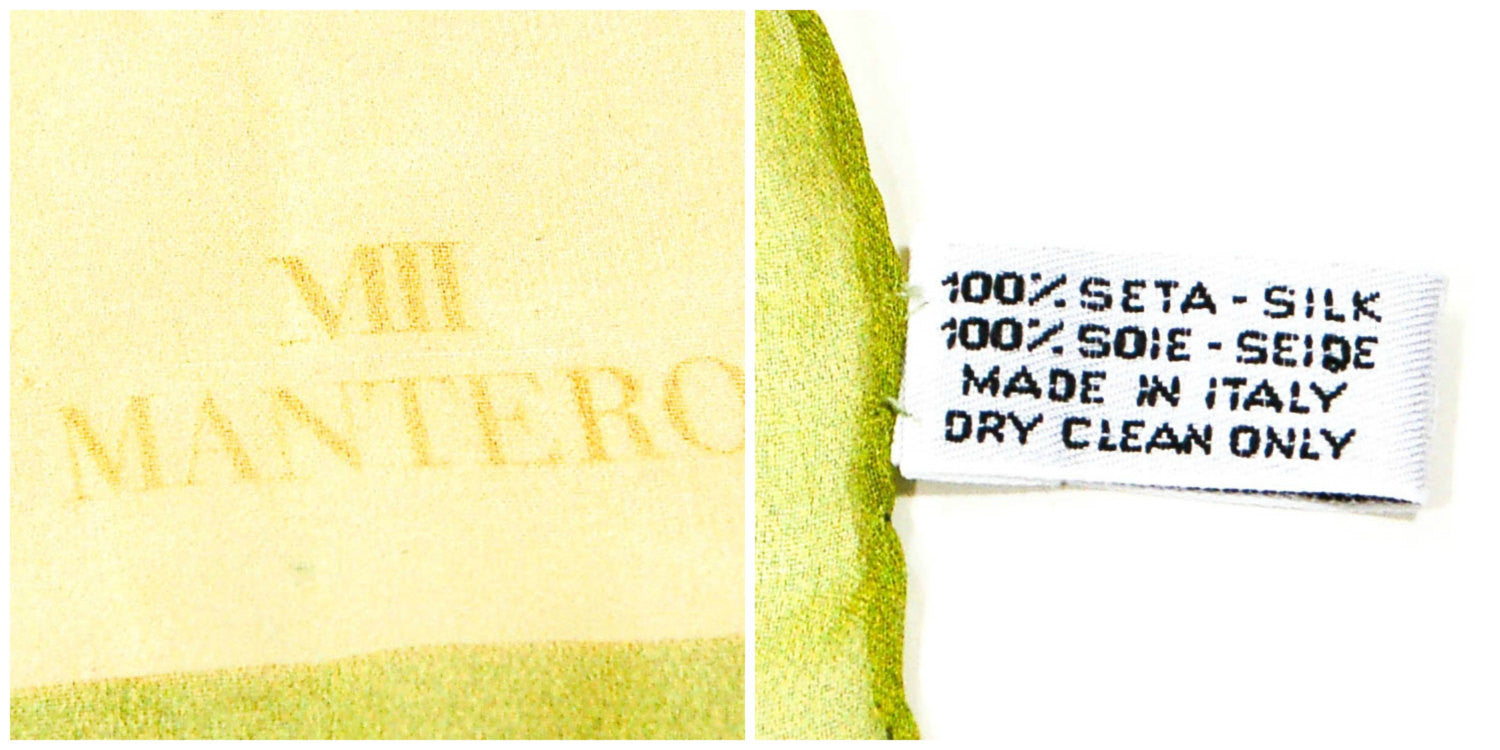 VIII
MANTERO
100% SETA - SILK
100% SOIE - SEIDE
MADE IN ITALY
DRY CLEAN ONLY